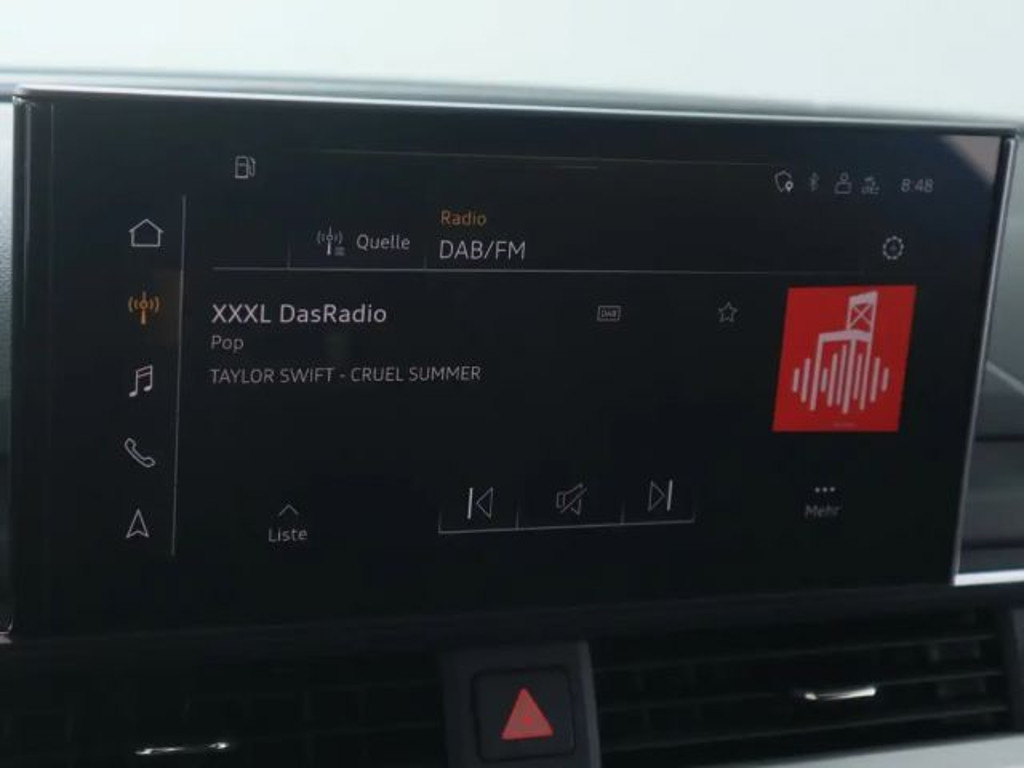 8:48
Radio
Quelle
DAB/FM
XXXL DasRadio
DAB
Pop
TAYLOR SWIFT - CRUEL SUMMER
Liste
Mehr